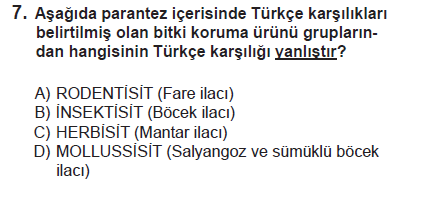 7. Aşağıda parantez içerisinde Türkçe karşılıkları
belirtilmiş olan bitki koruma ürünü grupların-
dan hangisinin Türkçe karşılığı yanlıştır?
A) RODENTİSİT (Fare ilacı)
B) İNSEKTİSİT (Böcek ilacı)
C) HERBİSİT (Mantar ilacı)
D) MOLLUSSİSİT (Salyangoz ve sümüklü böcek
ilacı)